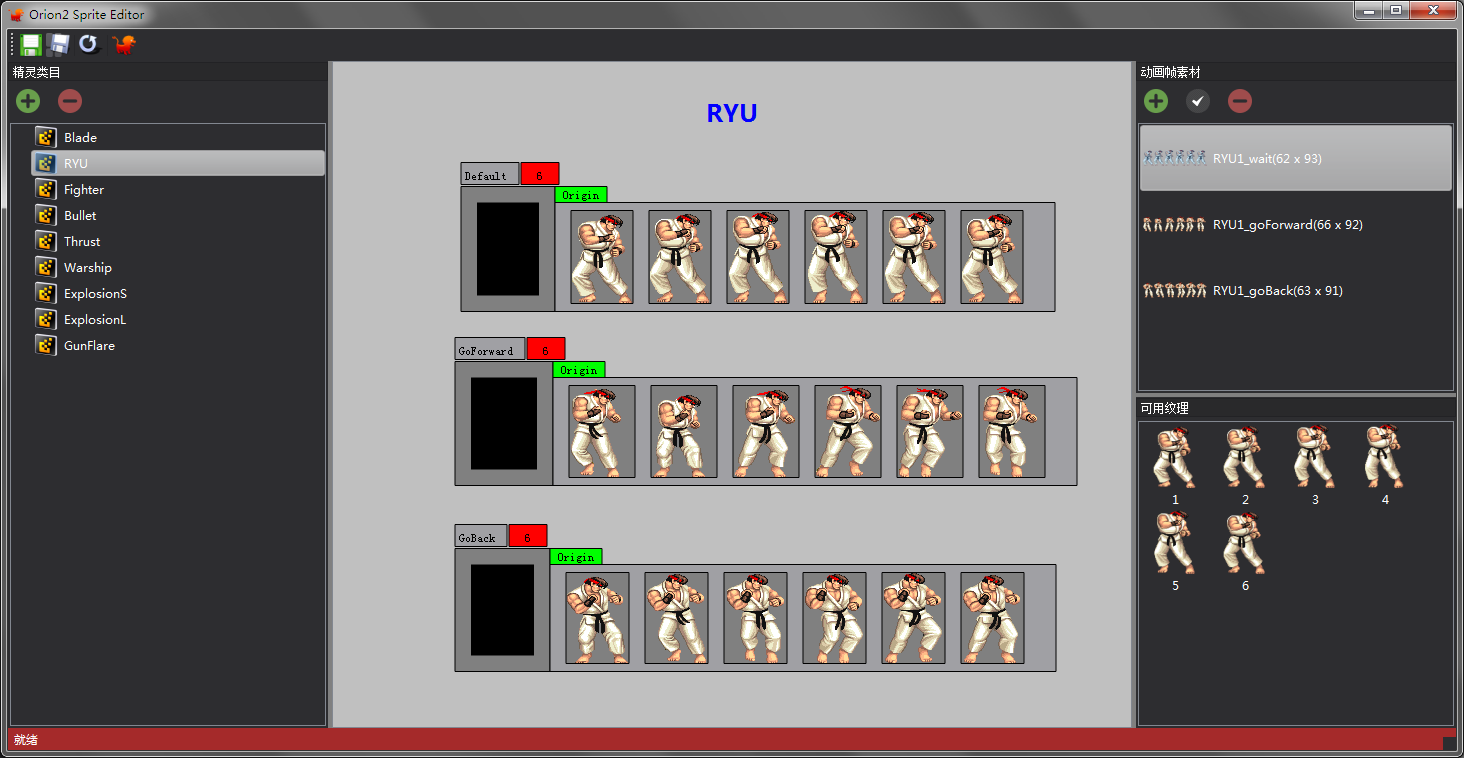 Orion2 Sprite Editor
精灵类目
Blade
RYU
Fighter
Bullet
Thrust
Warship
ExplosionS
ExplosionL
GunFlare
RYU
Default 6
Origin
GoForward 6
Origin
GoBack 6
Origin
动画帧素材
RYU1_wait(62 x 93)
RYU1_goForward(66 x 92)
RYU1_goBack(63 x 91)
可用纹理
1 2 3 4
5 6
就绪